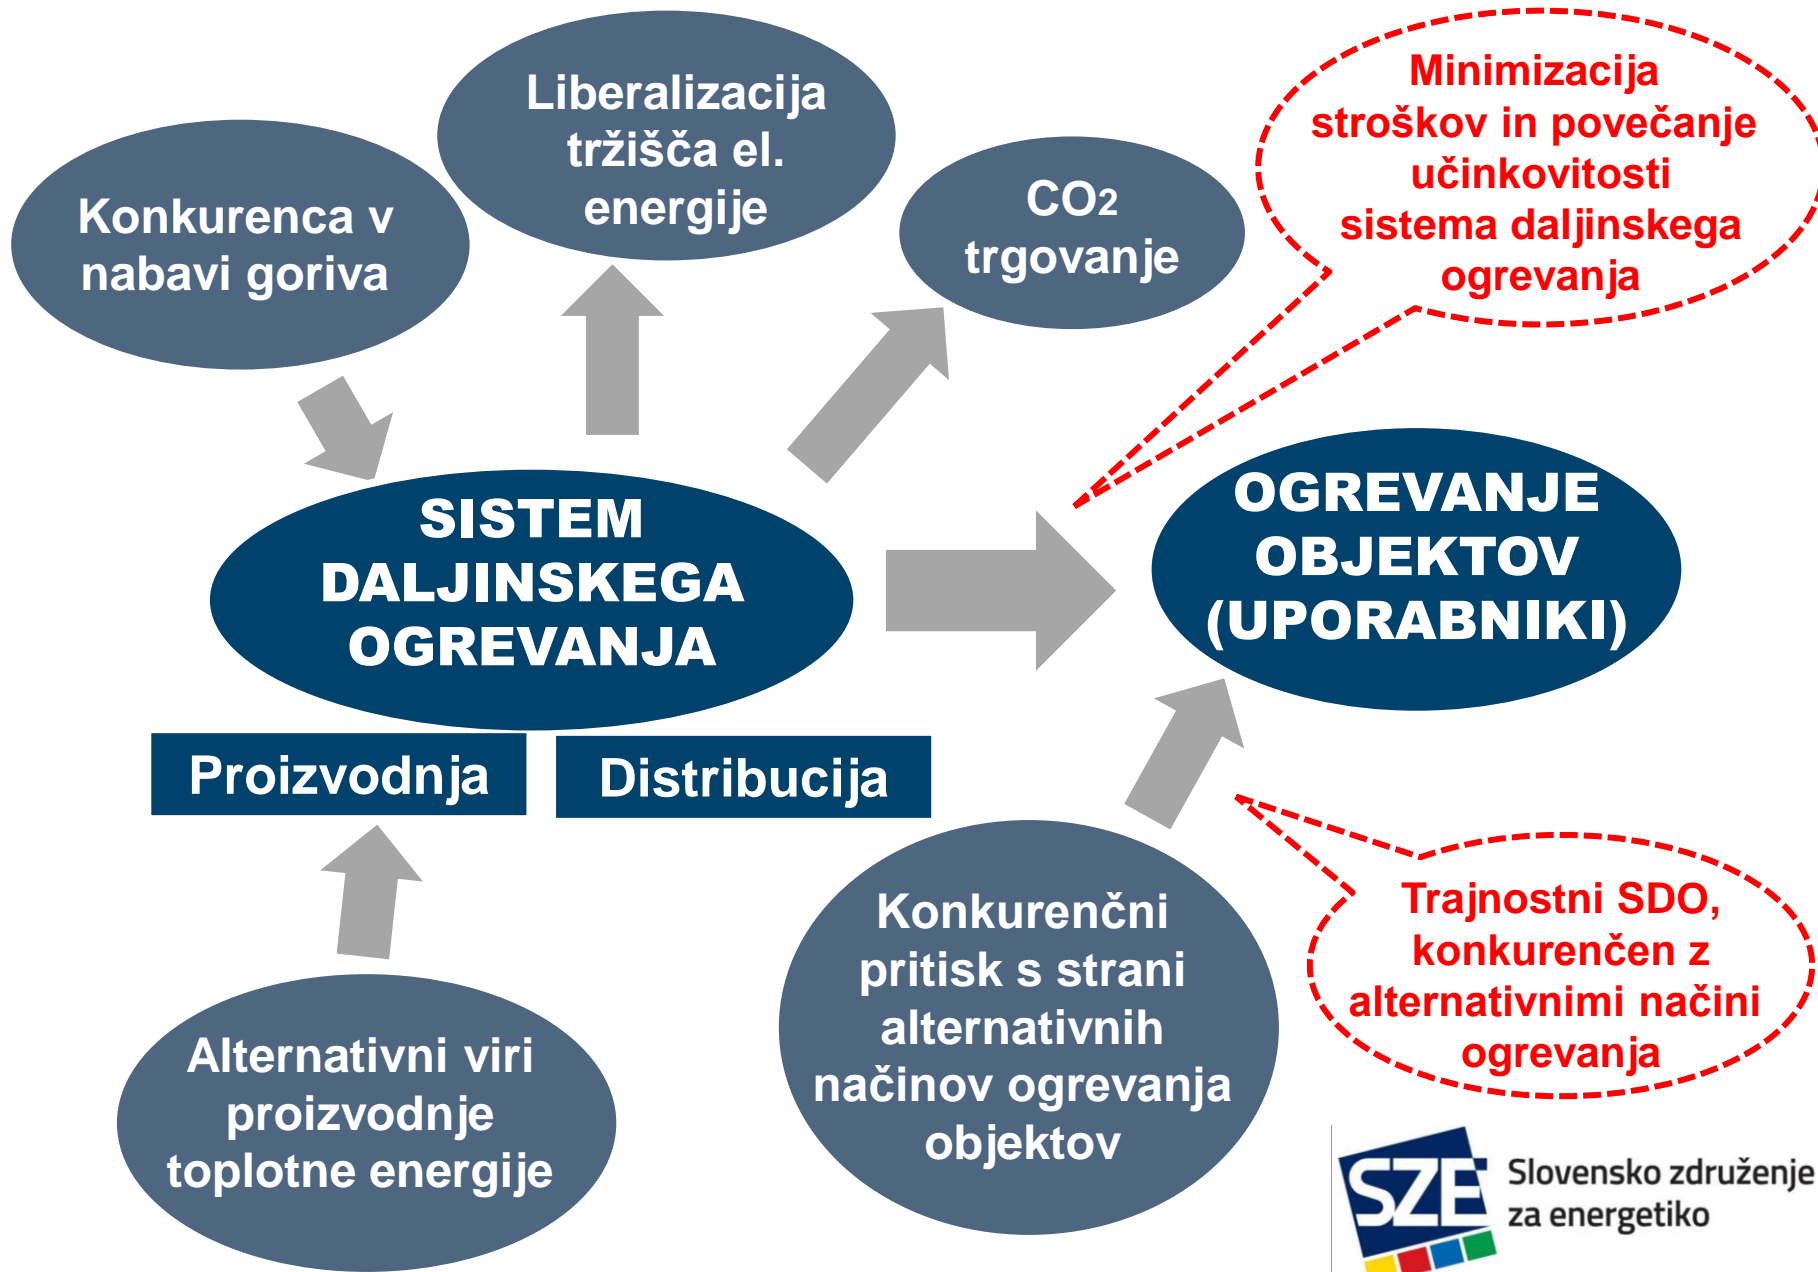 Liberalizacija
tržišča el.
energije
Konkurenca v
nabavi goriva
CO2
trgovanje
Minimizacija
stroškov in povečanje
učinkovitosti
sistema daljinskega
ogrevanja
SISTEM
DALJINSKEGA
OGREVANJA
OGREVANJE
OBJEKTOV
(UPORABNIKI)
Proizvodnja
Distribucija
Alternativni viri
proizvodnje
toplotne energije
Konkurenčni
pritisk s strani
alternativnih
načinov ogrevanja
objektov
Trajnostni SDO,
konkurenčen z
alternativnimi načini
ogrevanja
SZE
Slovensko združenje
za energetiko